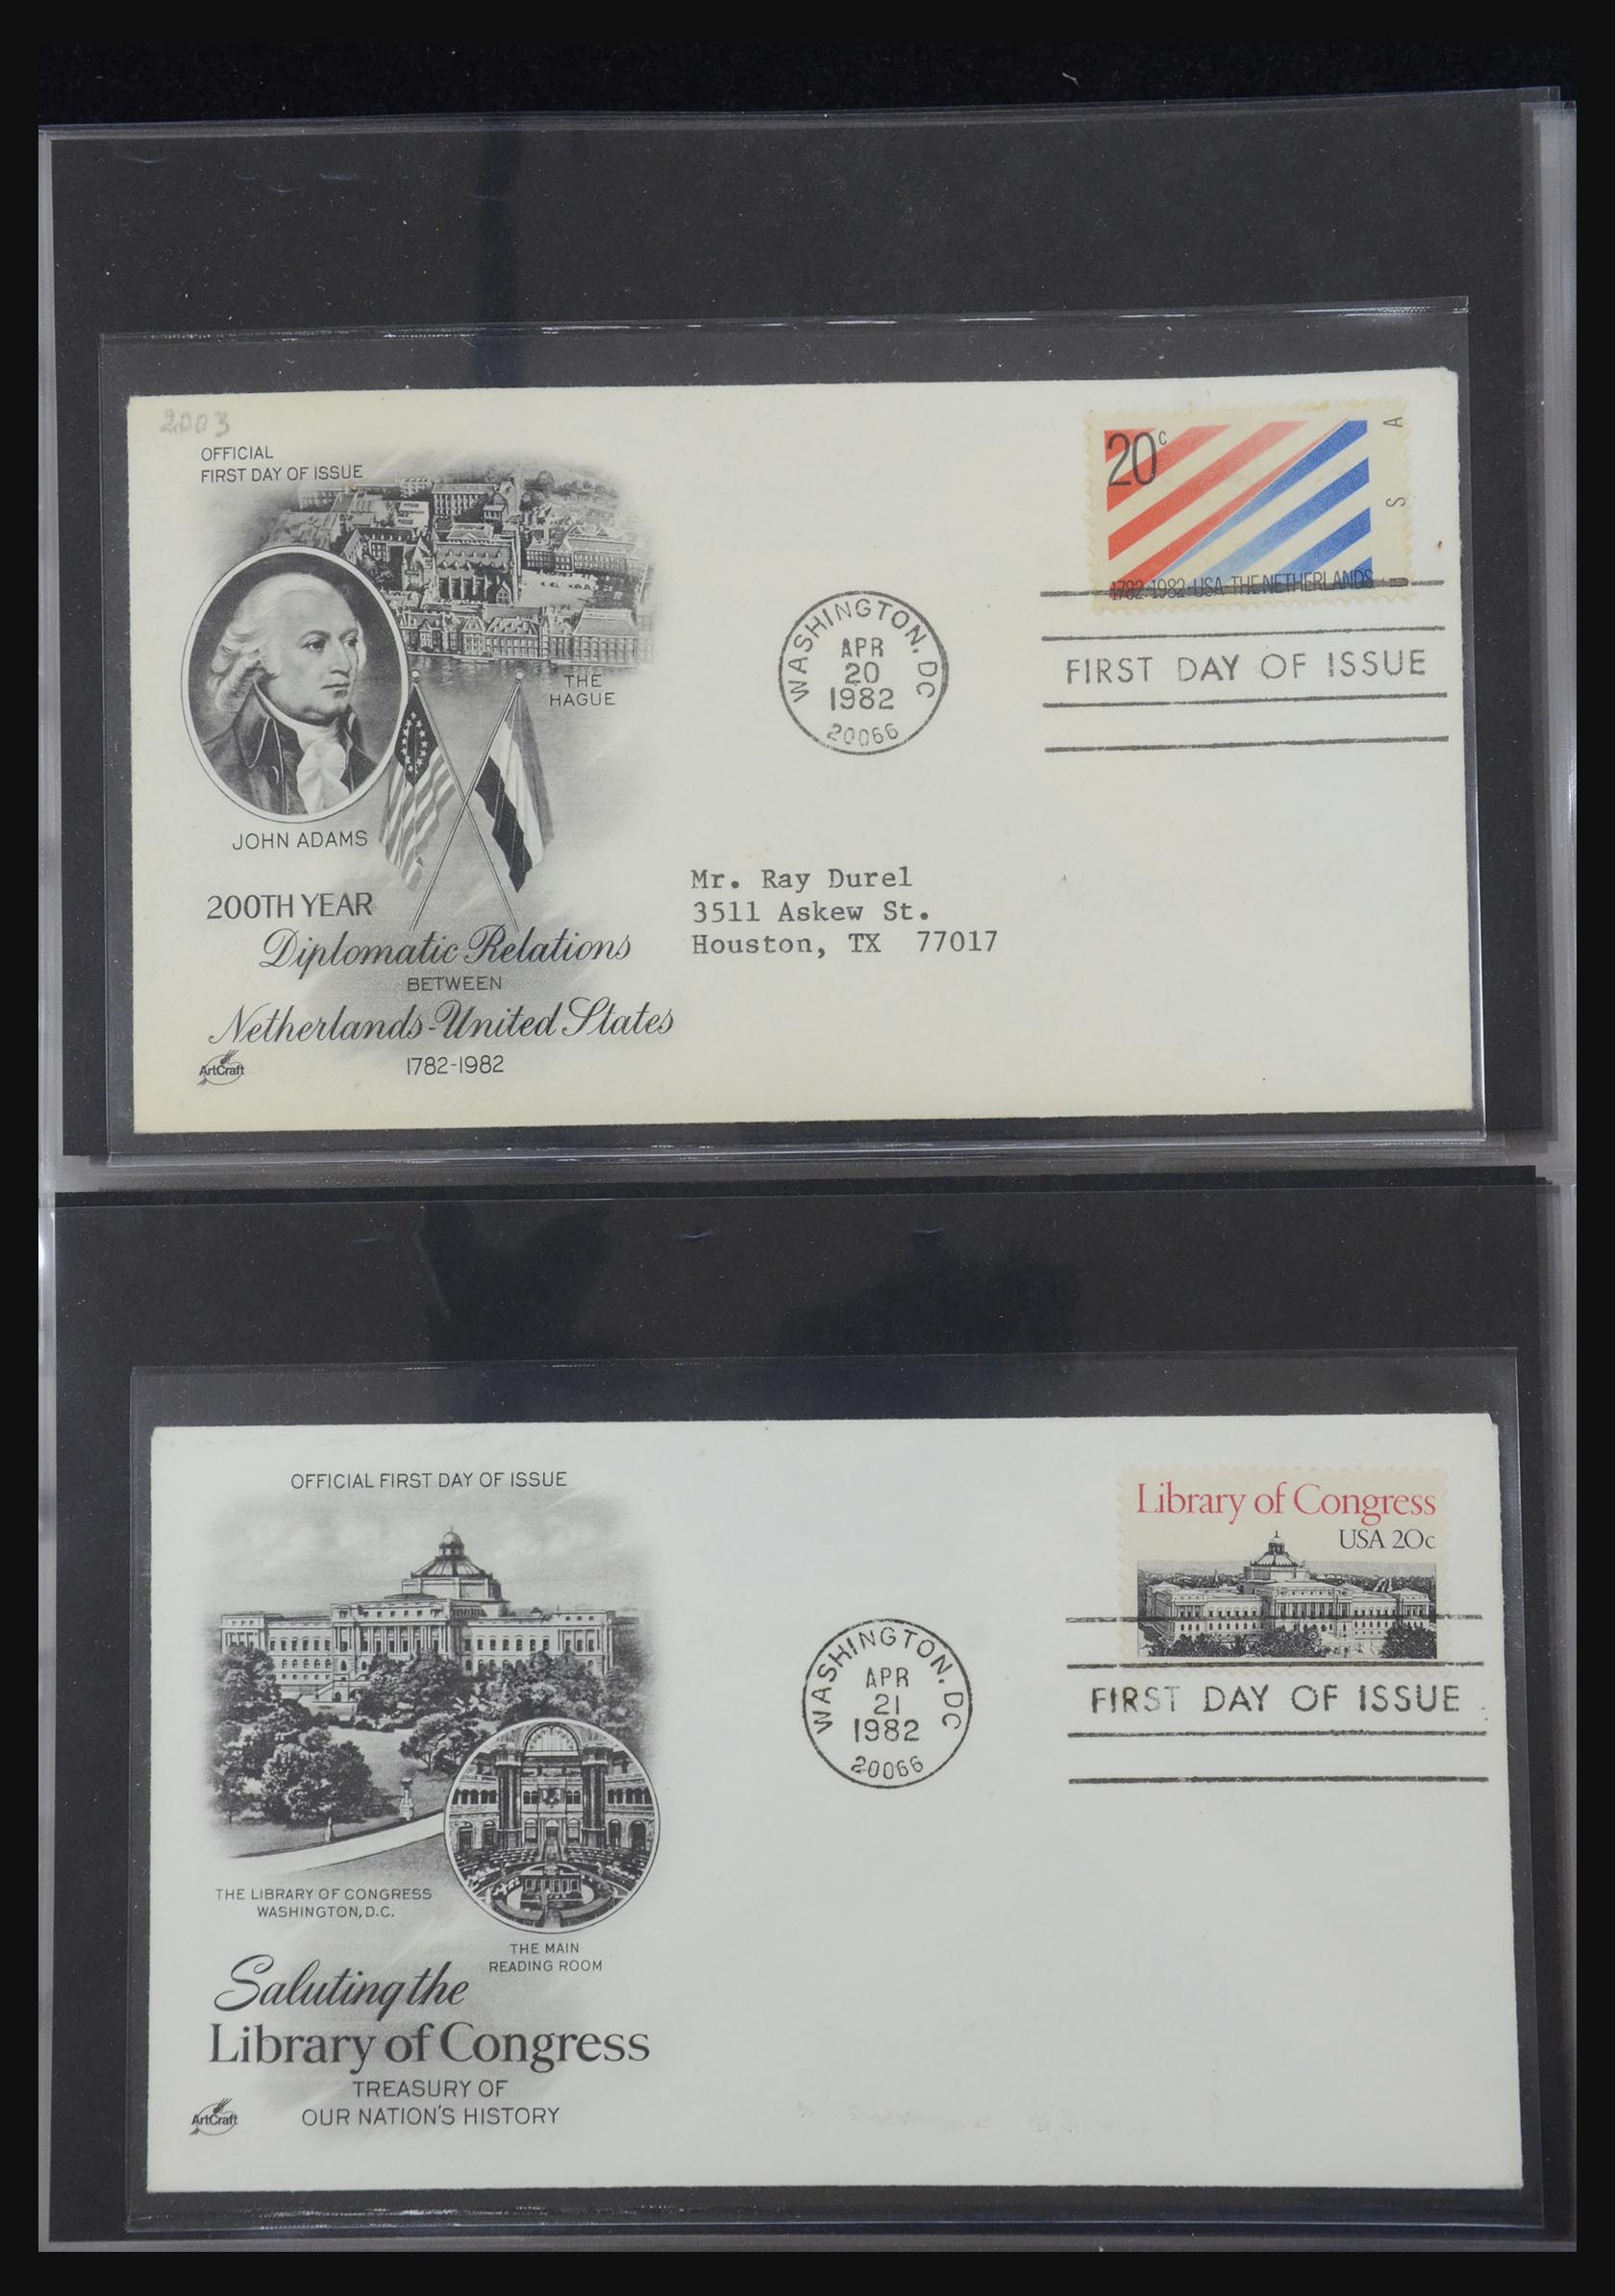 2003
OFFICIAL
FIRST DAY OF ISSUE
THE
HAGUE
JOHN ADAMS
200TH YEAR
Diplomatic Relations
BETWEEN
Netherlands-United States
1782-1982
ArtCraft
WASHINGTON, DC
APR
20
1982
20066
20c
USA
1782-1982-USA-THE NETHERLANDS
FIRST DAY OF ISSUE
Mr. Ray Durel
3511 Askew St.
Houston, TX 77017
OFFICIAL FIRST DAY OF ISSUE
THE LIBRARY OF CONGRESS
WASHINGTON, D.C.
THE MAIN
READING ROOM
Saluting the
Library of Congress
TREASURY OF
OUR NATION'S HISTORY
ArtCraft
WASHINGTON, DC
APR
21
1982
20066
Library of Congress
USA 20c
FIRST DAY OF ISSUE